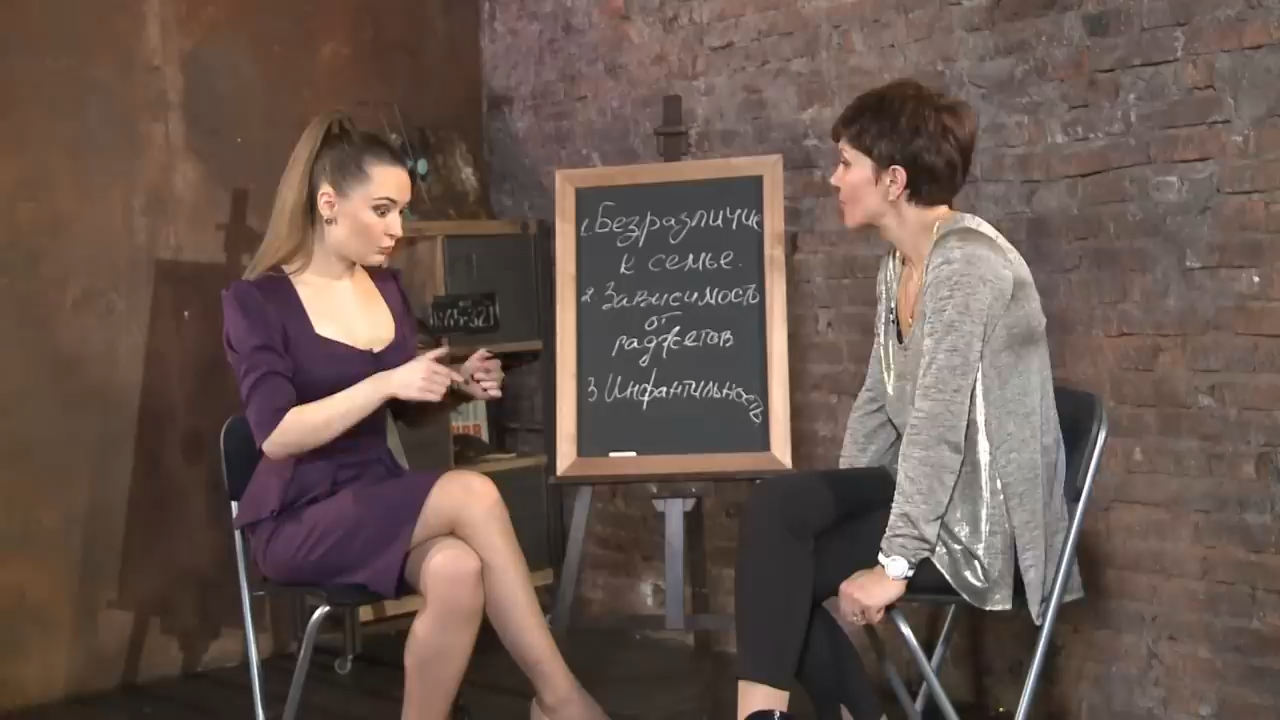 1. Безразличие
к семье.
2. Зависимость
от
гаджетов
3 Инфантильность